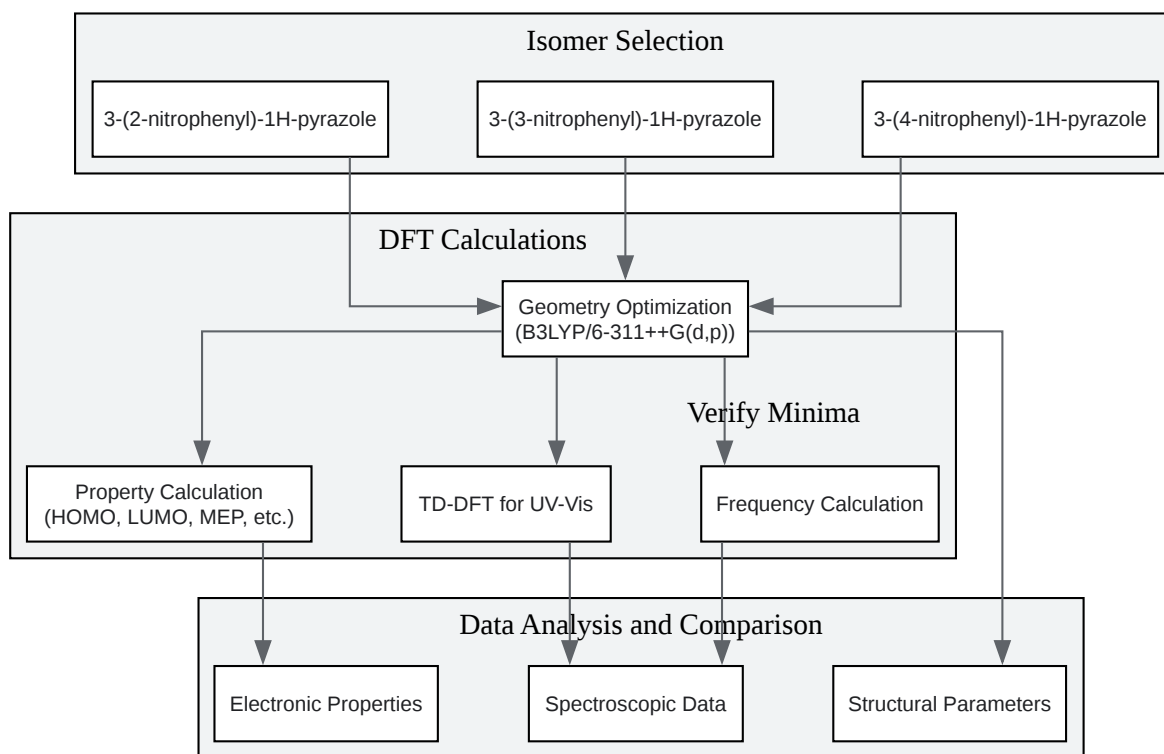 Isomer Selection
3-(2-nitrophenyl)-1H-pyrazole
3-(3-nitrophenyl)-1H-pyrazole
3-(4-nitrophenyl)-1H-pyrazole
DFT Calculations
Geometry Optimization
(B3LYP/6-311++G(d,p))
Verify Minima
Property Calculation
(HOMO, LUMO, MEP, etc.)
TD-DFT for UV-Vis
Frequency Calculation
Data Analysis and Comparison
Electronic Properties
Spectroscopic Data
Structural Parameters